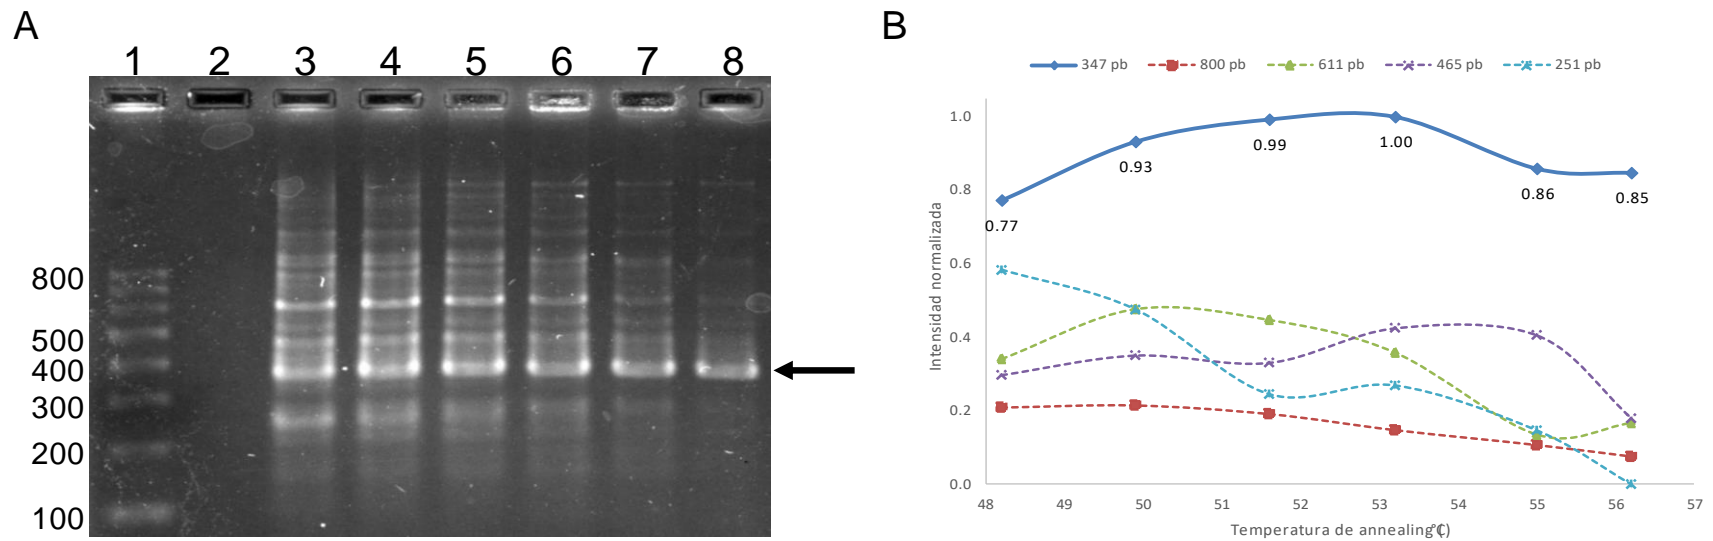 A
1 2 3 4 5 6 7 8
800
500
400
300
200
100
B
347 pb 800 pb 611 pb 465 pb 251 pb
Intensidad normalizada
1.0
0.8
0.6
0.4
0.2
0.0
0.77
0.93
0.99
1.00
0.86
0.85
48 49 50 51 52 53 54 55 56 57
Temperatura de annealing (°C)